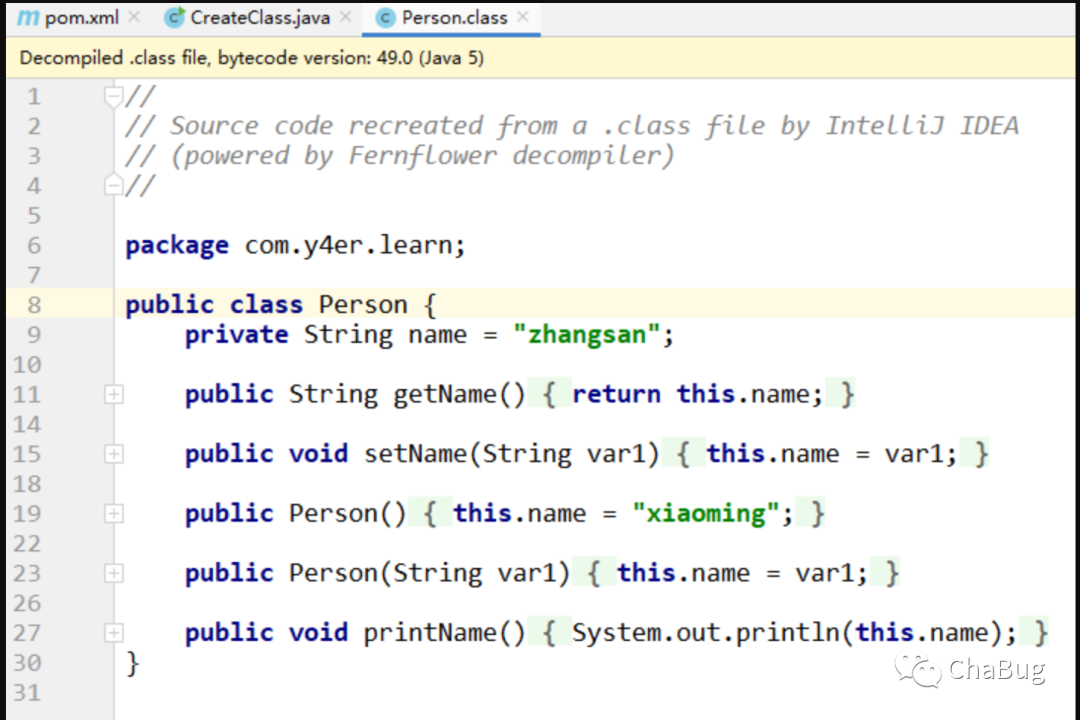 pom.xml CreateClass.java Person.class
Decompiled .class file, bytecode version: 49.0 (Java 5)
1 //
2 // Source code recreated from a .class file by IntelliJ IDEA
3 // (powered by Fernflower decompiler)
4 //
5
6 package com.y4er.learn;
7
8 public class Person {
9     private String name = "zhangsan";
10
11     public String getName() { return this.name; }
14
15     public void setName(String var1) { this.name = var1; }
18
19     public Person() { this.name = "xiaoming"; }
22
23     public Person(String var1) { this.name = var1; }
26
27     public void printName() { System.out.println(this.name); }
30 }
31
ChaBug